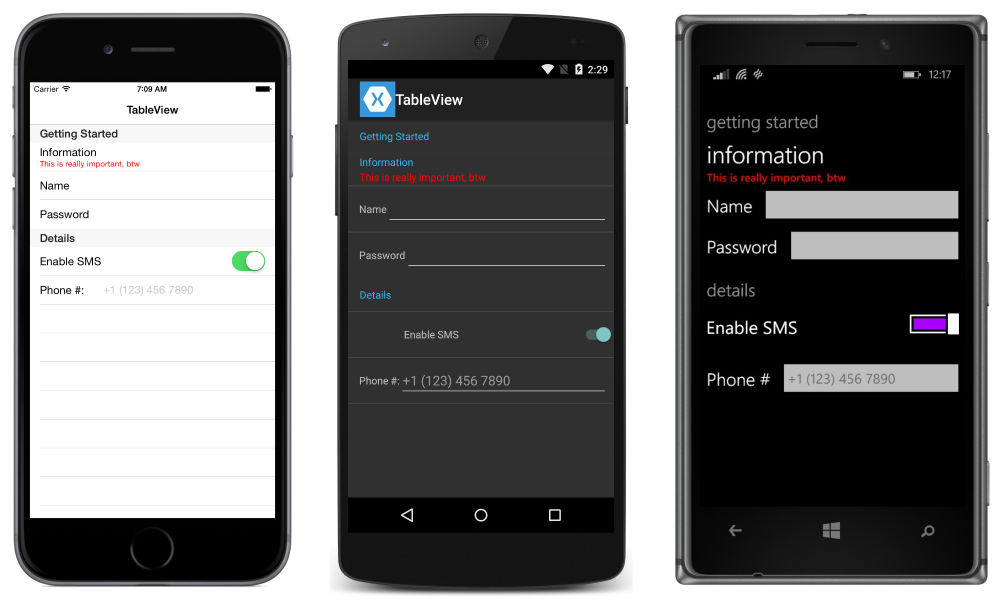 Carrier 7:09 AM
TableView
Getting Started
Information
This is really important, btw
Name
Password
Details
Enable SMS
Phone #: +1 (123) 456 7890
2:29
TableView
Getting Started
Information
This is really important, btw
Name
Password
Details
Enable SMS
Phone #: +1 (123) 456 7890
12:17
getting started
information
This is really important, btw
Name
Password
details
Enable SMS
Phone # +1 (123) 456 7890